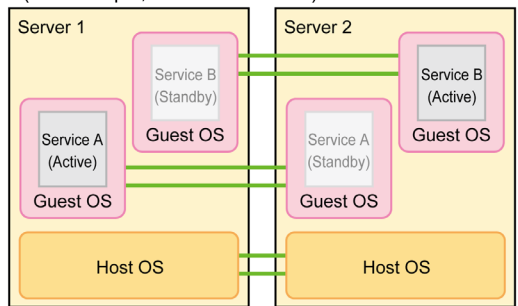 Server 1
Server 2
Service B
(Standby)
Guest OS
Service B
(Active)
Guest OS
Service A
(Active)
Guest OS
Service A
(Standby)
Guest OS
Host OS
Host OS